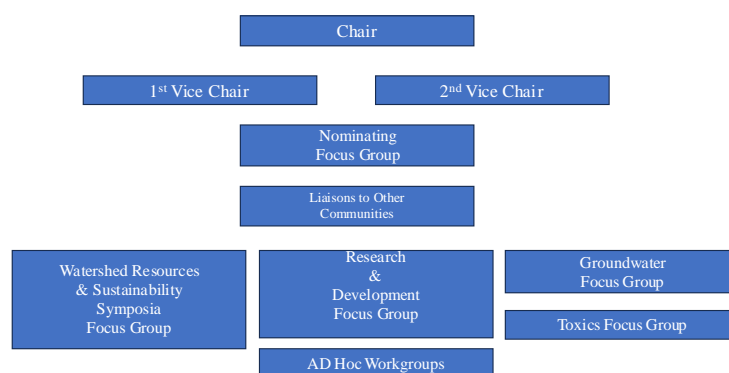 Chair
1st Vice Chair
2nd Vice Chair
Nominating
Focus Group
Liaisons to Other
Communities
Watershed Resources
& Sustainability
Symposia
Focus Group
Research
&
Development
Focus Group
Groundwater
Focus Group
Toxics Focus Group
AD Hoc Workgroups